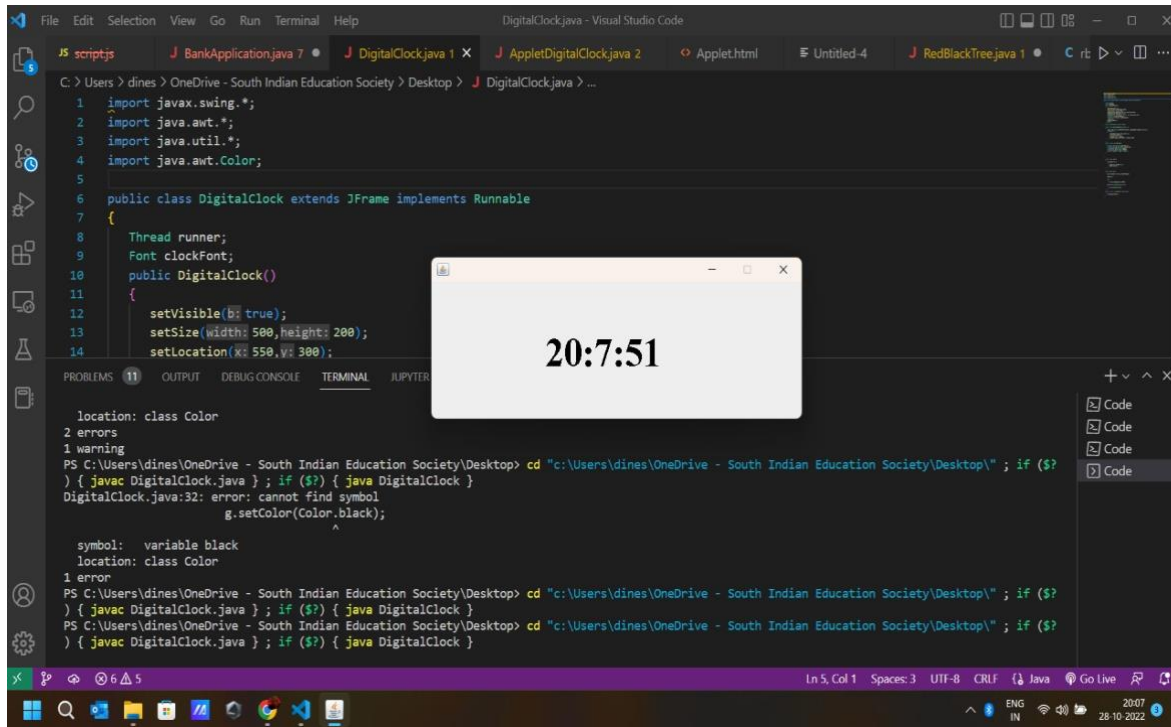 File Edit Selection View Go Run Terminal Help DigitalClock.java - Visual Studio Code
JS script.js J BankApplication.java 7 J DigitalClock.java 1 J AppletDigitalClock.java 2 Applet.html Untitled-4 J RedBlackTree.java 1 C
C: > Users > dines > OneDrive - South Indian Education Society > Desktop > J DigitalClock.java > ...
1 import javax.swing.*;
2 import java.awt.*;
3 import java.util.*;
4 import java.awt.Color;
5
6 public class DigitalClock extends JFrame implements Runnable
7 {
8 Thread runner;
9 Font clockFont;
10 public DigitalClock()
11 {
12 setVisible(b: true);
13 setSize(width: 500,height: 200);
14 setLocation(x: 550,y: 300);
20:7:51
PROBLEMS 11 OUTPUT DEBUG CONSOLE TERMINAL JUPYTER
Code
Code
Code
Code
location: class Color
2 errors
1 warning
PS C:\Users\dines\OneDrive - South Indian Education Society\Desktop> cd "c:\Users\dines\OneDrive - South Indian Education Society\Desktop\" ; if ($?
) { javac DigitalClock.java } ; if ($?) { java DigitalClock }
DigitalClock.java:32: error: cannot find symbol
g.setColor(Color.black);
^
symbol: variable black
location: class Color
1 error
PS C:\Users\dines\OneDrive - South Indian Education Society\Desktop> cd "c:\Users\dines\OneDrive - South Indian Education Society\Desktop\" ; if ($?
) { javac DigitalClock.java } ; if ($?) { java DigitalClock }
PS C:\Users\dines\OneDrive - South Indian Education Society\Desktop> cd "c:\Users\dines\OneDrive - South Indian Education Society\Desktop\" ; if ($?
) { javac DigitalClock.java } ; if ($?) { java DigitalClock }
6 5 Ln 5, Col 1 Spaces: 3 UTF-8 CRLF Java Go Live
ENG
IN
20:07
28-10-2022
3